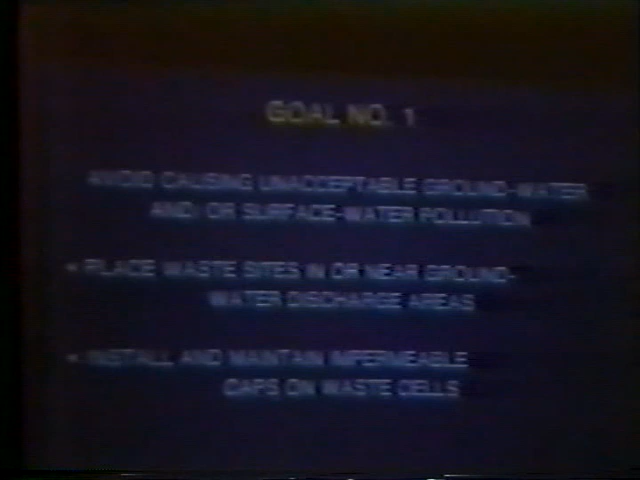 GOAL NO. 1
AVOID CAUSING UNACCEPTABLE GROUND-WATER
AND OR SURFACE-WATER POLLUTION
• PLACE WASTE SITES IN OR NEAR GROUND-
WATER DISCHARGE AREAS
• INSTALL AND MAINTAIN IMPERMEABLE
CAPS ON WASTE CELLS